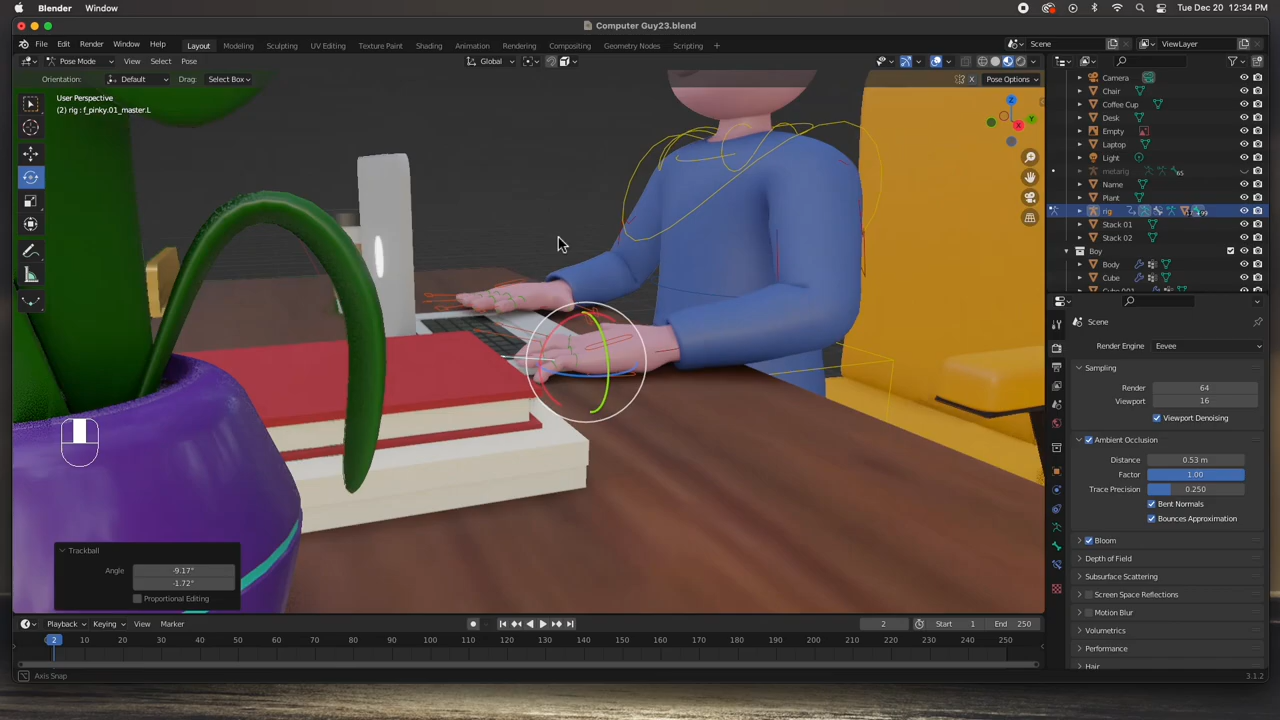 Blender Window Tue Dec 20 12:34 PM
Computer Guy23.blend
File Edit Render Window Help Layout Modeling Sculpting UV Editing Texture Paint Shading Animation Rendering Compositing Geometry Nodes Scripting + Scene ViewLayer
Pose Mode View Select Pose Global
Orientation: Default Drag: Select Box X Pose Options
User Perspective
(2) rig : f_pinky.01_master.L
Z
Y
X
Camera
Chair
Coffee Cup
Desk
Empty
Laptop
Light
metarig 65
Name
Plant
rig
Stack 01
Stack 02
Boy
Body
Cube
Cube.001
Scene
Render Engine Eevee
Sampling
Render 64
Viewport 16
Viewport Denoising
Ambient Occlusion
Distance 0.53 m
Factor 1.00
Trace Precision 0.250
Bent Normals
Bounces Approximation
Bloom
Depth of Field
Subsurface Scattering
Screen Space Reflections
Motion Blur
Volumetrics
Performance
Hair
Trackball
Angle -9.17°
-1.72°
Proportional Editing
Playback Keying View Marker 2 Start 1 End 250
2 10 20 30 40 50 60 70 80 90 100 110 120 130 140 150 160 170 180 190 200 210 220 230 240 250
Axis Snap 3.1.2